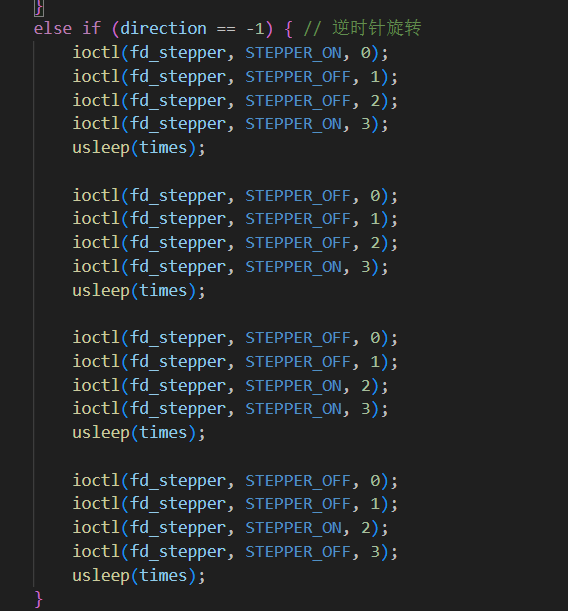 }
else if (direction == -1) { // 逆时针旋转
ioctl(fd_stepper, STEPPER_ON, 0);
ioctl(fd_stepper, STEPPER_OFF, 1);
ioctl(fd_stepper, STEPPER_OFF, 2);
ioctl(fd_stepper, STEPPER_ON, 3);
usleep(times);
ioctl(fd_stepper, STEPPER_OFF, 0);
ioctl(fd_stepper, STEPPER_OFF, 1);
ioctl(fd_stepper, STEPPER_OFF, 2);
ioctl(fd_stepper, STEPPER_ON, 3);
usleep(times);
ioctl(fd_stepper, STEPPER_OFF, 0);
ioctl(fd_stepper, STEPPER_OFF, 1);
ioctl(fd_stepper, STEPPER_ON, 2);
ioctl(fd_stepper, STEPPER_ON, 3);
usleep(times);
ioctl(fd_stepper, STEPPER_OFF, 0);
ioctl(fd_stepper, STEPPER_OFF, 1);
ioctl(fd_stepper, STEPPER_ON, 2);
ioctl(fd_stepper, STEPPER_OFF, 3);
usleep(times);
}